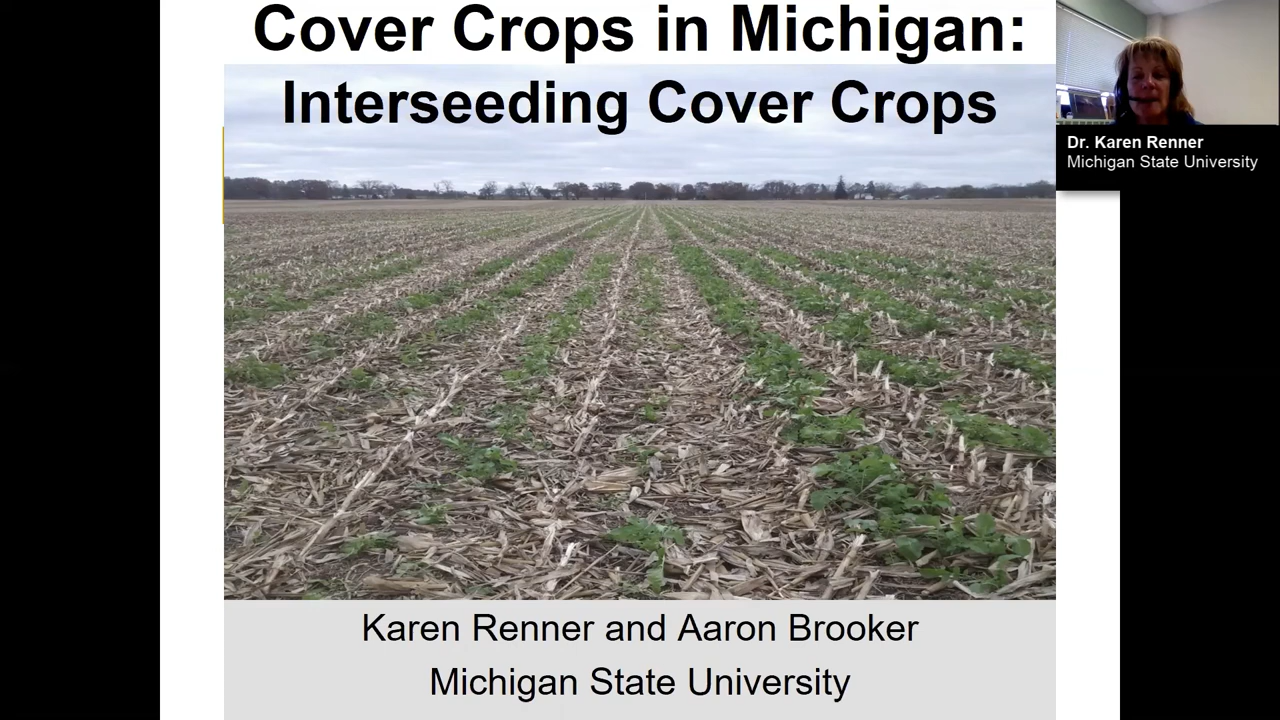 Cover Crops in Michigan:
Interseeding Cover Crops
Dr. Karen Renner
Michigan State University
Karen Renner and Aaron Brooker
Michigan State University